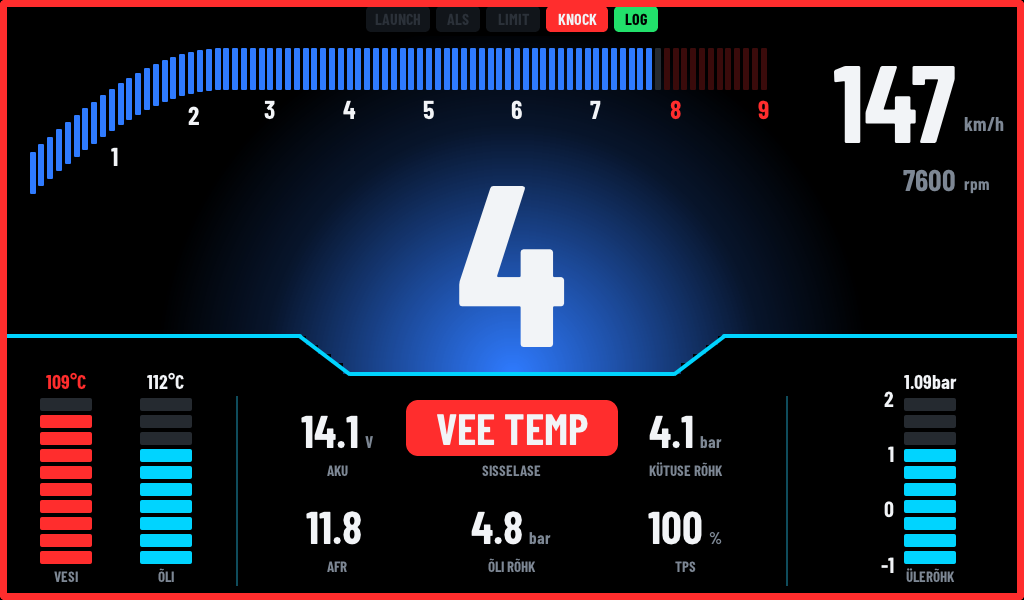 LAUNCH ALS LIMIT KNOCK LOG
1 2 3 4 5 6 7 8 9
147 km/h
7600 rpm
4
109°C 112°C
VESI ÕLI
14.1 V
AKU
VEE TEMP
SISSELASE
4.1 bar
KÜTUSE RÕHK
11.8
AFR
4.8 bar
ÕLI RÕHK
100 %
TPS
1.09bar
2
1
0
-1
ÜLERÕHK